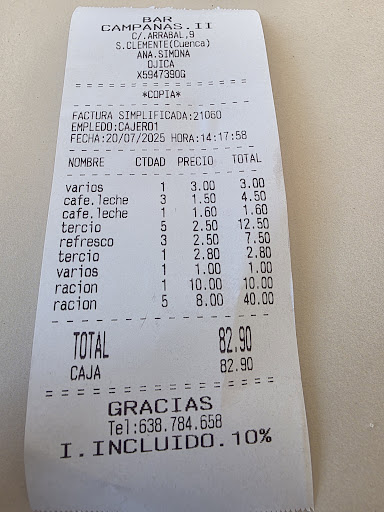 BAR
CAMPANAS.II
C/.ARRABAL,9
S.CLEMENTE(Cuenca)
ANA.SIMONA
OJICA
X5947390G
*COPIA*
FACTURA SIMPLIFICADA:21060
EMPLEDO:CAJERO1
FECHA:20/07/2025 HORA:14:17:58
NOMBRE CTDAD PRECIO TOTAL
varios 1 3.00 3.00
cafe.leche 3 1.50 4.50
cafe.leche 1 1.60 1.60
tercio 5 2.50 12.50
refresco 3 2.50 7.50
tercio 1 2.80 2.80
varios 1 1.00 1.00
racion 1 10.00 10.00
racion 5 8.00 40.00
TOTAL 82.90
CAJA 82.90
GRACIAS
Tel:638.784.658
I.INCLUIDO.10%